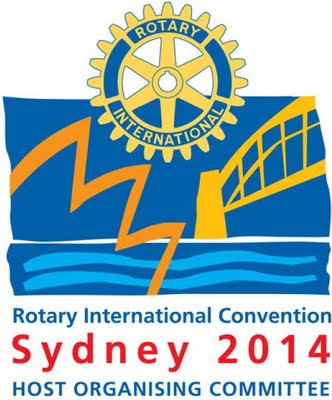 ROTARY
INTERNATIONAL
Rotary International Convention
Sydney 2014
HOST ORGANISING COMMITTEE